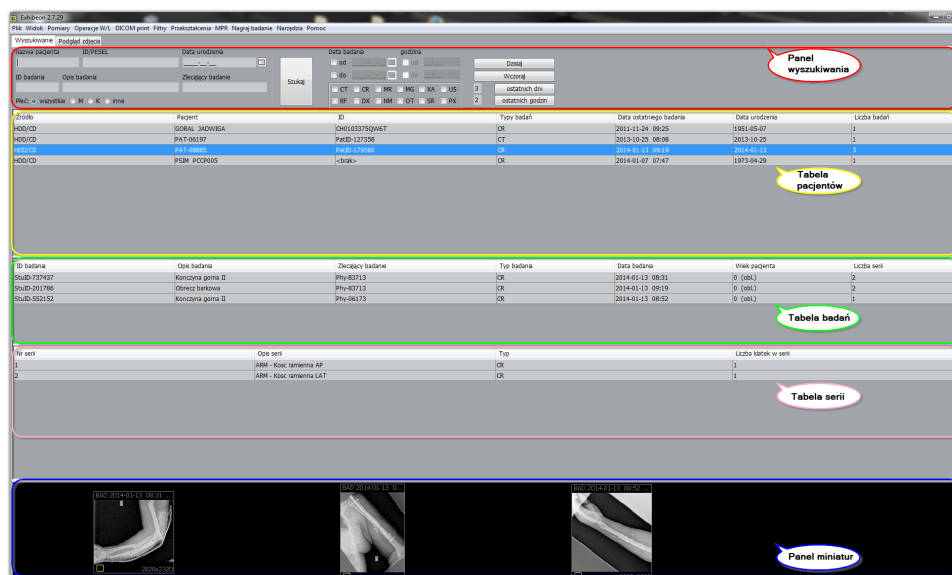 Exhibeon 2.7.29
Plik Widok Pomiary Operacje W/L DICOM print Filtry Przekształcenia MPR Nagraj badanie Narzędzia Pomoc
Wyszukiwanie Podgląd zdjęcia
Nazwa pacjenta ID/PESEL Data urodzenia Data badania godzina
od od Dzisiaj
Panel wyszukiwania
do do Wczoraj
ID badania Opis badania Zlecający badanie Szukaj
CT CR MR MG XA US 3 ostatnich dni
RF DX NM OT SR PX 2 ostatnich godzin
Płeć: wszystkie M K inne
Źródło Pacjent ID Typy badań Data ostatniego badania Data urodzenia Liczba badań
HDD/CD GORAL JADWIGA CH0103375QW6T CR 2011-11-24 09:25 1951-05-07 1
HDD/CD PAT-06197 PatID-127358 CT 2013-10-25 08:08 2013-10-25 1
HDD/CD PAT-08885 PatID-179560 CR 2014-01-13 09:19 2014-01-13 3
HDD/CD PSIM PCCP005 <brak> CR 2014-01-07 07:47 1973-04-29 1
Tabela pacjentów
ID badania Opis badania Zlecający badanie Typ badania Data badania Wiek pacjenta Liczba serii
StuID-737437 Konczyna gorna II Phy-83713 CR 2014-01-13 08:31 0 (obl.) 2
StuID-201786 Obrecz barkowa Phy-83713 CR 2014-01-13 09:19 0 (obl.) 2
StuID-552152 Konczyna gorna II Phy-06173 CR 2014-01-13 08:52 0 (obl.) 1
Tabela badań
Nr serii Opis serii Typ Liczba klatek w serii
1 ARM - Kosc ramienna AP CR 1
2 ARM - Kosc ramienna LAT CR 1
Tabela serii
BAD 2014-01-13 08:31 ... BAD 2014-01-13 0... BAD 2014-01-13 08:52 ...
Panel miniatur
2828x2320